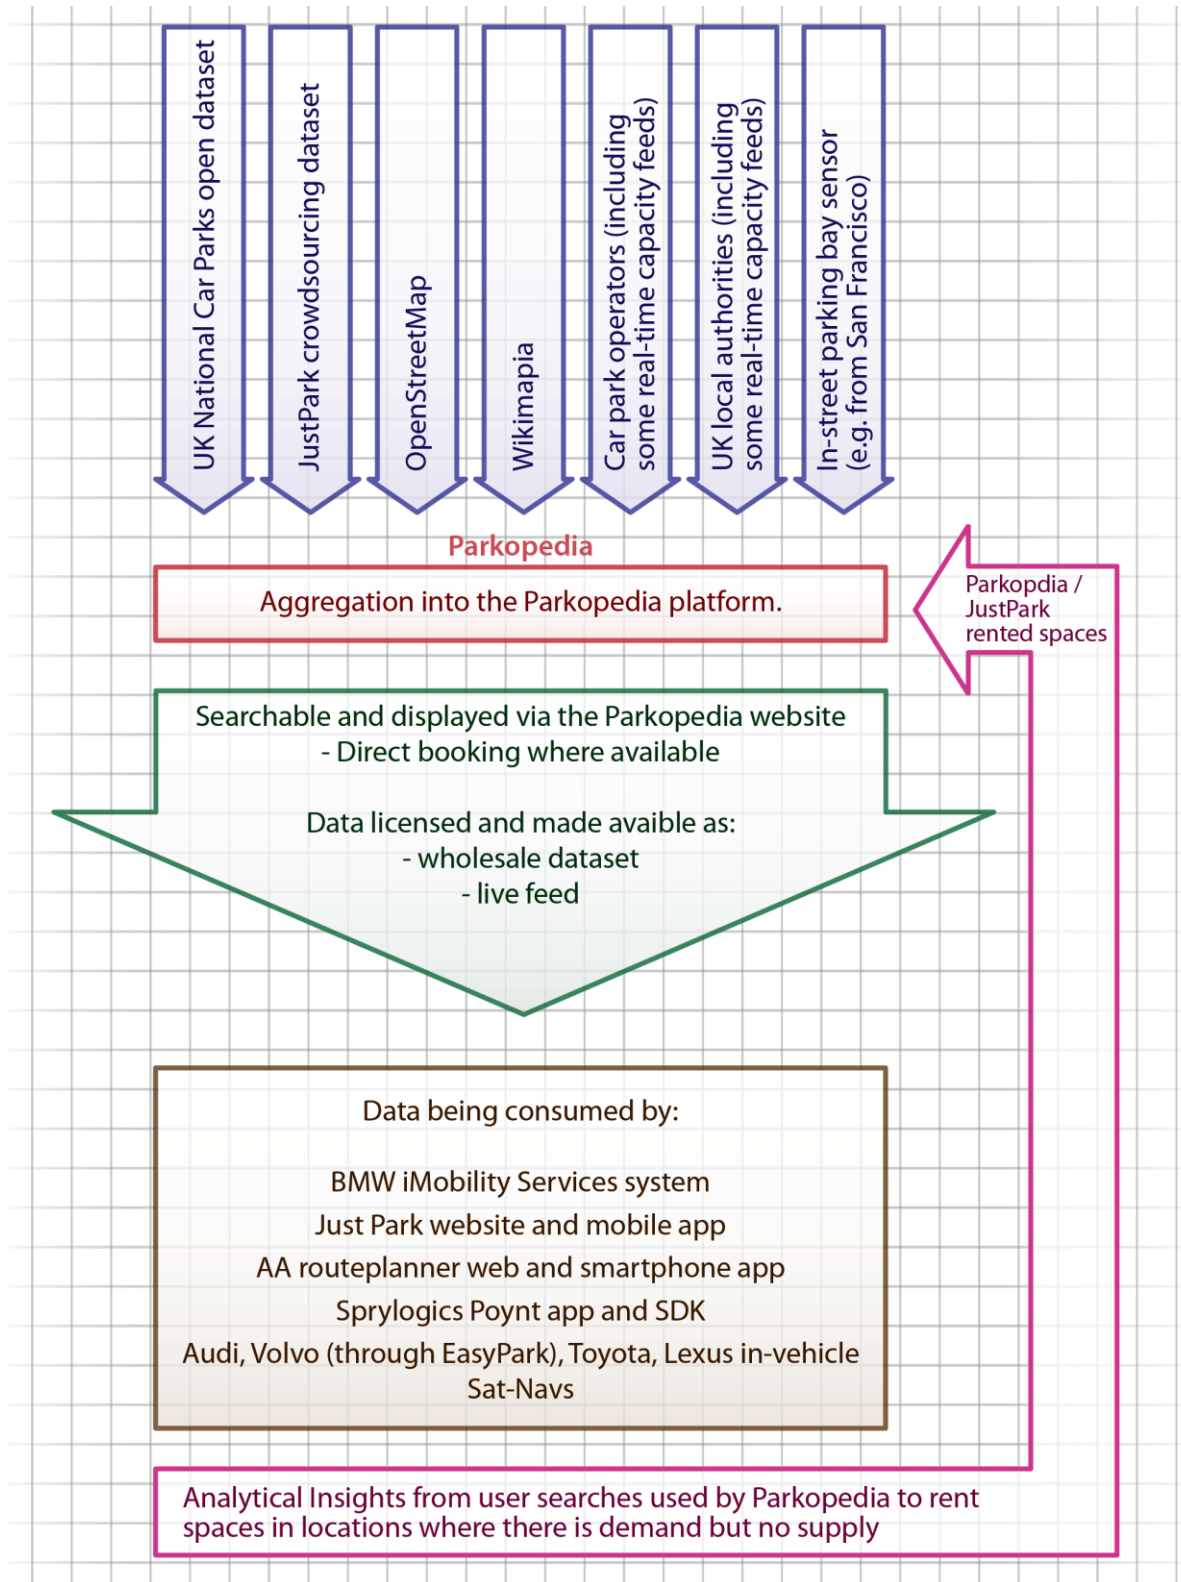 UK National Car Parks open dataset
JustPark crowdsourcing dataset
OpenStreetMap
Wikimapia
Car park operators (including
some real-time capacity feeds)
UK local authorities (including
some real-time capacity feeds)
In-street parking bay sensor
(e.g. from San Francisco)
Parkopedia
Aggregation into the Parkopedia platform.
Parkopdia /
JustPark
rented spaces
Searchable and displayed via the Parkopedia website
- Direct booking where available
Data licensed and made avaible as:
- wholesale dataset
- live feed
Data being consumed by:
BMW iMobility Services system
Just Park website and mobile app
AA routeplanner web and smartphone app
Sprylogics Poynt app and SDK
Audi, Volvo (through EasyPark), Toyota, Lexus in-vehicle
Sat-Navs
Analytical Insights from user searches used by Parkopedia to rent
spaces in locations where there is demand but no supply